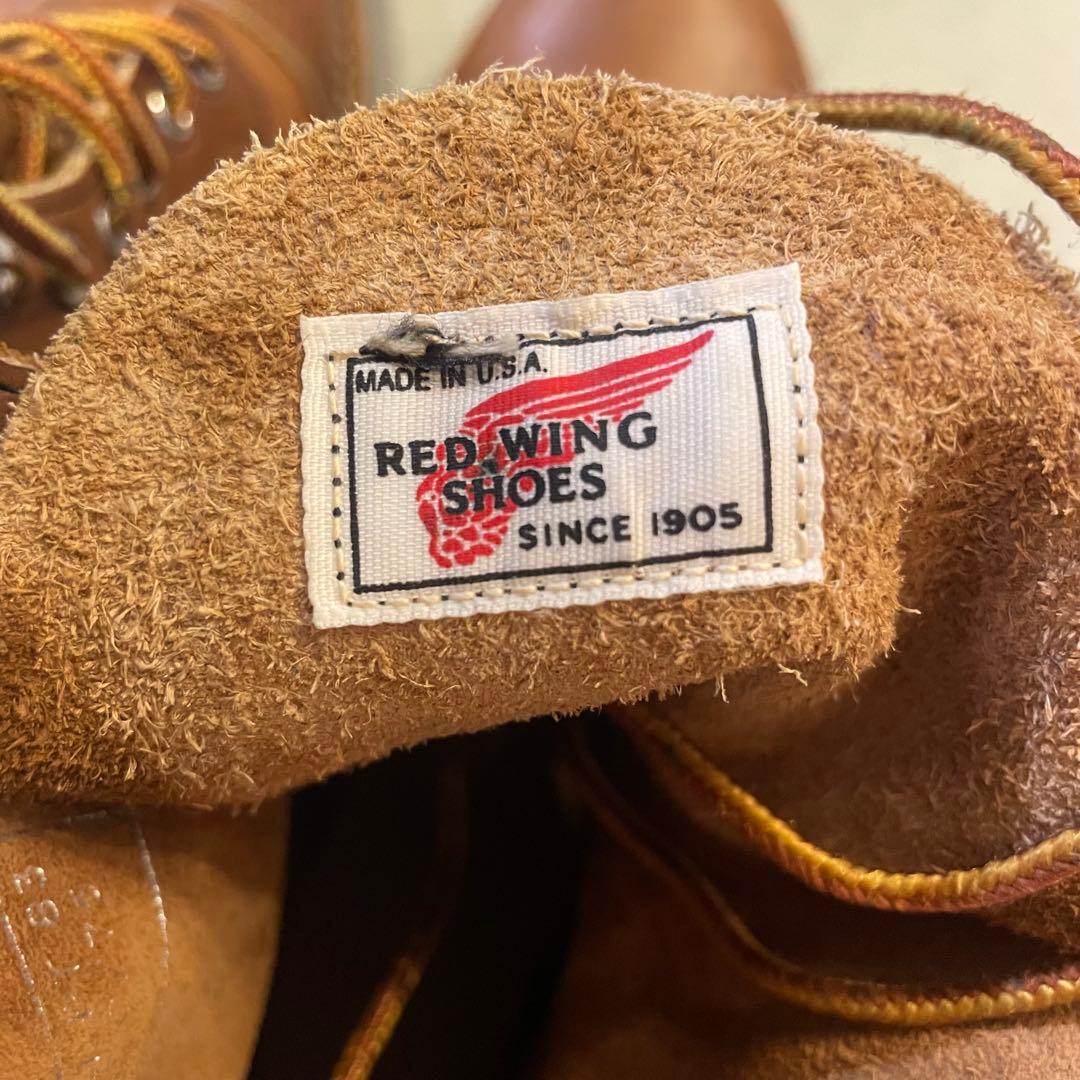 MADE IN U.S.A.
RED WING
SHOES
SINCE 1905